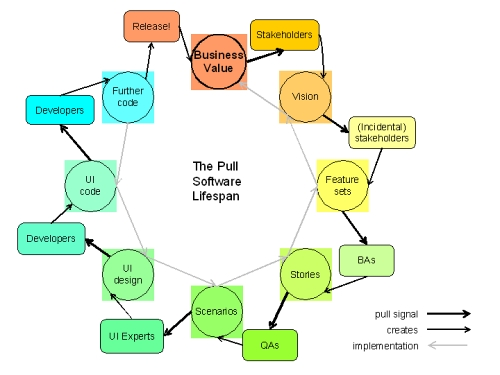 Release!
Stakeholders
Business
Value
Further
code
Vision
Developers
(Incidental)
stakeholders
The Pull
Software
Lifespan
UI
code
Feature
sets
Developers
BAs
UI
design
Stories
Scenarios
UI Experts
QAs
pull signal
creates
implementation